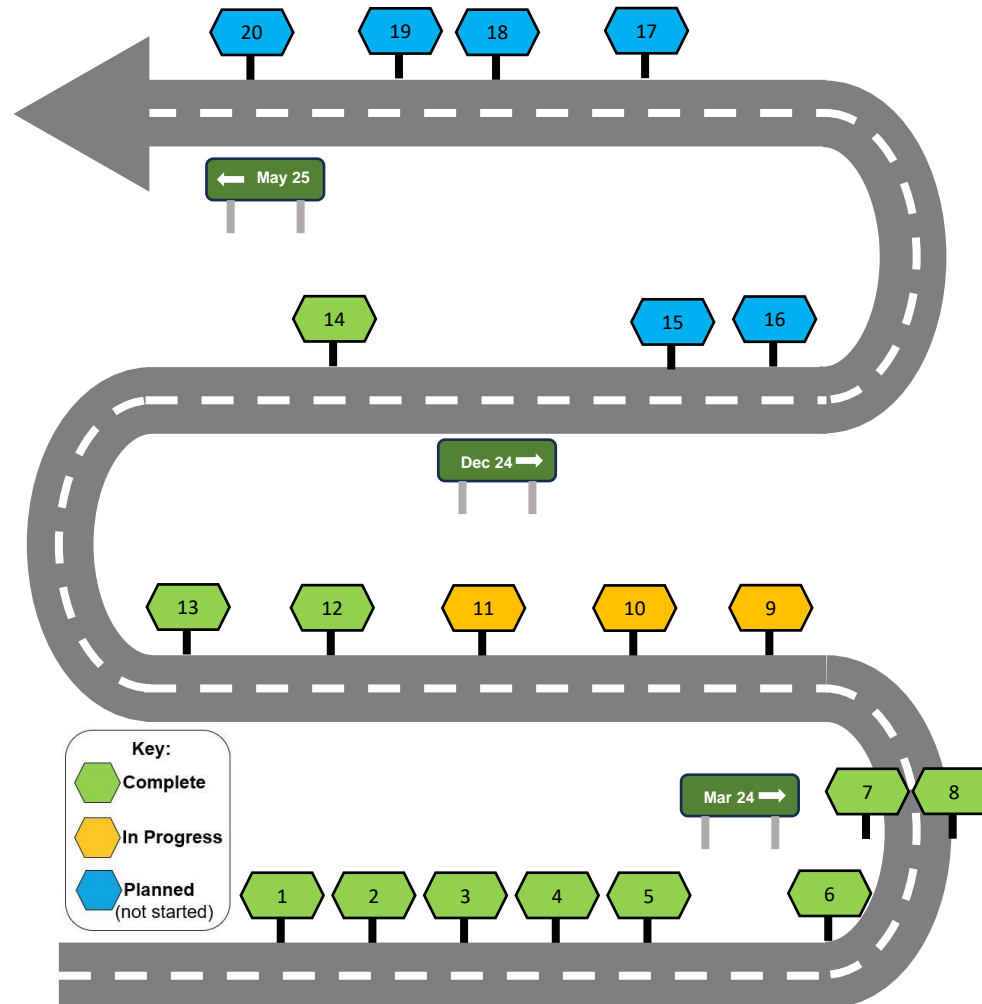 20 19 18 17
May 25
14 15 16
Dec 24
13 12 11 10 9
Key:
Complete
In Progress
Planned
(not started)
Mar 24
7 8
1 2 3 4 5 6